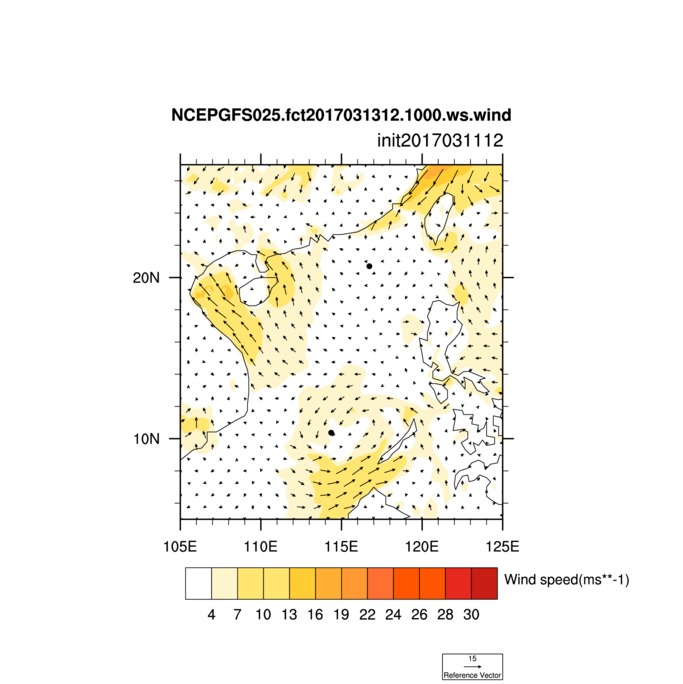 NCEPGFS025.fct2017031312.1000.ws.wind
init2017031112
20N
10N
105E 110E 115E 120E 125E
Wind speed(ms**-1)
4 7 10 13 16 19 22 24 26 28 30
15
Reference Vector